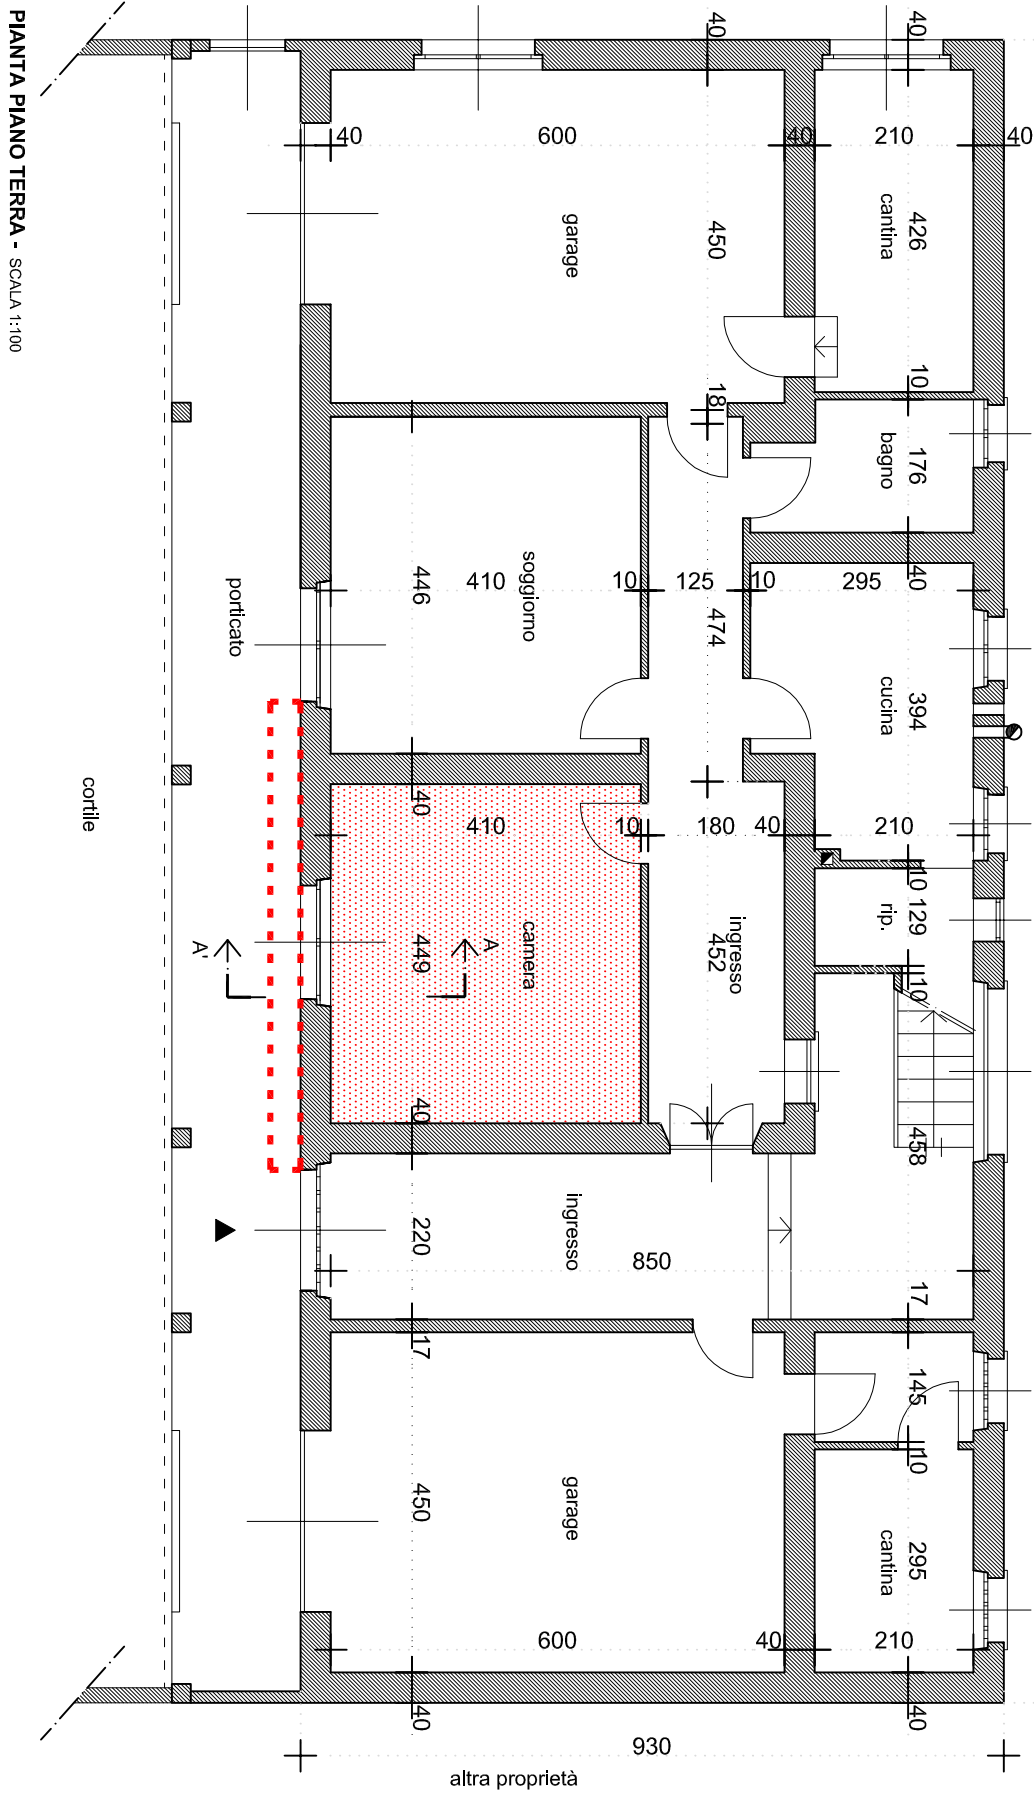 PIANTA PIANO TERRA - SCALA 1:100
40
40
40
600
40
210
40
garage
450
cantina
426
10
18
bagno
176
soggiorno
446
410
10
125
10
295
40
474
porticato
cucina
394
cortile
40
410
10
180
40
210
10
rip.
129
camera
449
A
A'
ingresso
452
10
40
458
ingresso
220
850
17
17
145
10
garage
450
cantina
295
600
40
210
40
40
930
altra proprietà